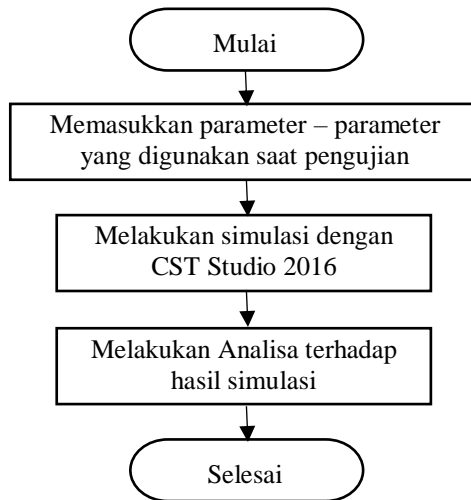 Mulai
Memasukkan parameter – parameter
yang digunakan saat pengujian
Melakukan simulasi dengan
CST Studio 2016
Melakukan Analisa terhadap
hasil simulasi
Selesai